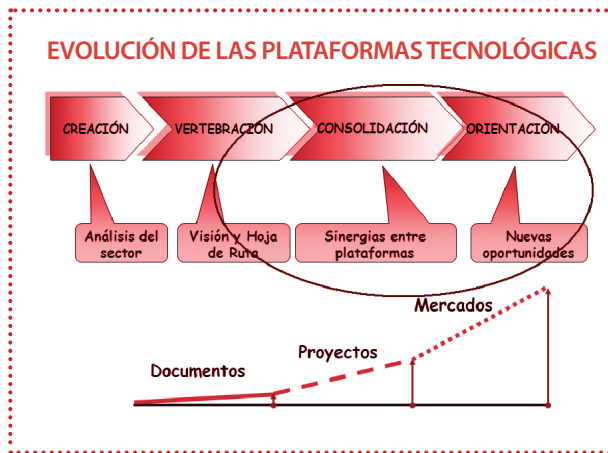 EVOLUCIÓN DE LAS PLATAFORMAS TECNOLÓGICAS
CREACIÓN
VERTEBRACIÓN
CONSOLIDACIÓN
ORIENTACIÓN
Análisis del
sector
Visión y Hoja
de Ruta
Sinergias entre
plataformas
Nuevas
oportunidades
Mercados
Proyectos
Documentos